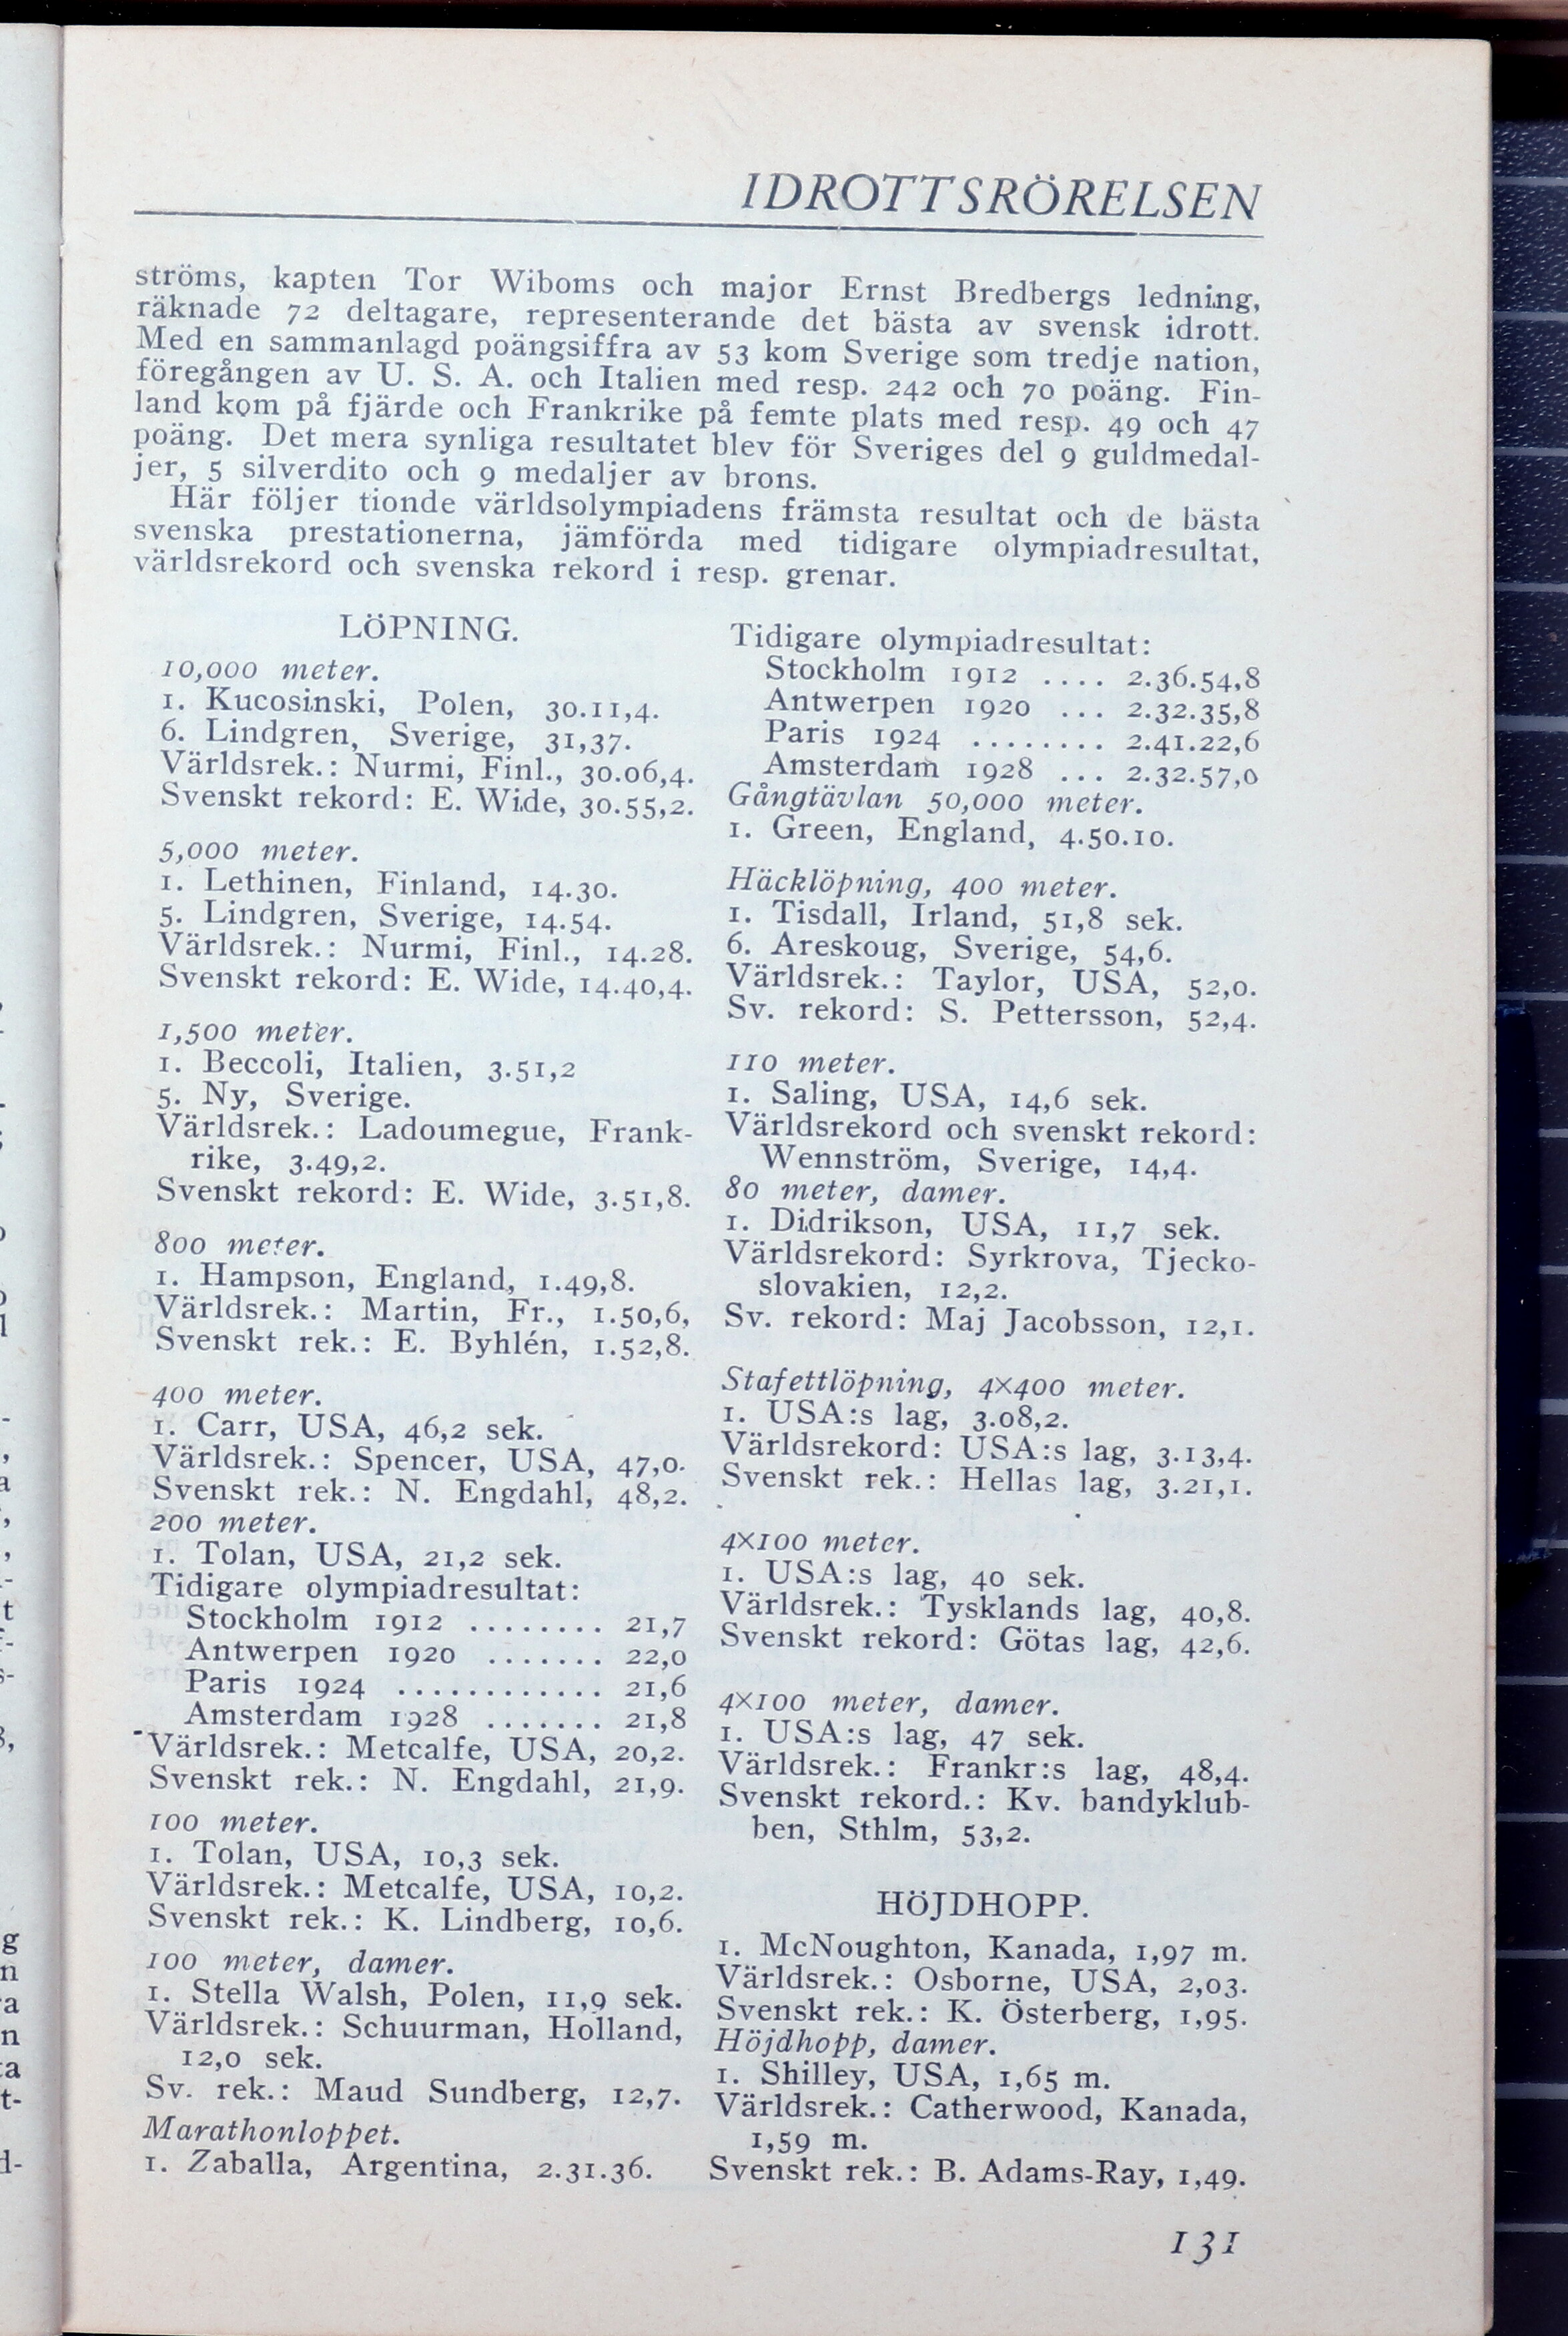 IDROTTSRÖRELSEN
ströms, kapten Tor Wiboms och major Ernst Bredbergs ledning,
räknade 72 deltagare, representerande det bästa av svensk idrott.
Med en sammanlagd poängsiffra av 53 kom Sverige som tredje nation,
föregången av U. S. A. och Italien med resp. 242 och 70 poäng. Fin-
land kom på fjärde och Frankrike på femte plats med resp. 49 och 47
poäng. Det mera synliga resultatet blev för Sveriges del 9 guldmedal-
jer, 5 silverdito och 9 medaljer av brons.
Här följer tionde världsolympiadens främsta resultat och de bästa
svenska prestationerna, jämförda med tidigare olympiadresultat,
världsrekord och svenska rekord i resp. grenar.
LÖPNING.
10,000 meter.
1. Kucosinski, Polen, 30.11,4.
6. Lindgren, Sverige, 31,37.
Världsrek.: Nurmi, Finl., 30.06,4.
Svenskt rekord: E. Wide, 30.55,2.
5,000 meter.
1. Lethinen, Finland, 14.30.
5. Lindgren, Sverige, 14.54.
Världsrek.: Nurmi, Finl., 14.28.
Svenskt rekord: E. Wide, 14.40,4.
1,500 meter.
1. Beccoli, Italien, 3.51,2
5. Ny, Sverige.
Världsrek.: Ladoumegue, Frank-
rike, 3.49,2.
Svenskt rekord: E. Wide, 3.51,8.
800 meter.
1. Hampson, England, 1.49,8.
Världsrek.: Martin, Fr., 1.50,6,
Svenskt rek.: E. Byhlén, 1.52,8.
400 meter.
1. Carr, USA, 46,2 sek.
Världsrek.: Spencer, USA, 47,0.
Svenskt rek.: N. Engdahl, 48,2.
200 meter.
1. Tolan, USA, 21,2 sek.
Tidigare olympiadresultat:
Stockholm 1912 ........ 21,7
Antwerpen 1920 ....... 22,0
Paris 1924 ............ 21,6
Amsterdam 1928 ....... 21,8
Världsrek.: Metcalfe, USA, 20,2.
Svenskt rek.: N. Engdahl, 21,9.
100 meter.
1. Tolan, USA, 10,3 sek.
Världsrek.: Metcalfe, USA, 10,2.
Svenskt rek.: K. Lindberg, 10,6.
100 meter, damer.
1. Stella Walsh, Polen, 11,9 sek.
Världsrek.: Schuurman, Holland,
12,0 sek.
Sv. rek.: Maud Sundberg, 12,7.
Marathonloppet.
1. Zaballa, Argentina, 2.31.36.
Tidigare olympiadresultat:
Stockholm 1912 .... 2.36.54,8
Antwerpen 1920 ... 2.32.35,8
Paris 1924 ........ 2.41.22,6
Amsterdam 1928 ... 2.32.57,0
Gångtävlan 50,000 meter.
1. Green, England, 4.50.10.
Häcklöpning, 400 meter.
1. Tisdall, Irland, 51,8 sek.
6. Areskoug, Sverige, 54,6.
Världsrek.: Taylor, USA, 52,0.
Sv. rekord: S. Pettersson, 52,4.
110 meter.
1. Saling, USA, 14,6 sek.
Världsrekord och svenskt rekord:
Wennström, Sverige, 14,4.
80 meter, damer.
1. Didrikson, USA, 11,7 sek.
Världsrekord: Syrkrova, Tjecko-
slovakien, 12,2.
Sv. rekord: Maj Jacobsson, 12,1.
Stafettlöpning, 4×400 meter.
1. USA:s lag, 3.08,2.
Världsrekord: USA:s lag, 3.13,4.
Svenskt rek.: Hellas lag, 3.21,1.
4×100 meter.
1. USA:s lag, 40 sek.
Världsrek.: Tysklands lag, 40,8.
Svenskt rekord: Götas lag, 42,6.
4×100 meter, damer.
1. USA:s lag, 47 sek.
Världsrek.: Frankr:s lag, 48,4.
Svenskt rekord.: Kv. bandyklub-
ben, Sthlm, 53,2.
HÖJDHOPP.
1. McNoughton, Kanada, 1,97 m.
Världsrek.: Osborne, USA, 2,03.
Svenskt rek.: K. Österberg, 1,95.
Höjdhopp, damer.
1. Shilley, USA, 1,65 m.
Världsrek.: Catherwood, Kanada,
1,59 m.
Svenskt rek.: B. Adams-Ray, 1,49.
131